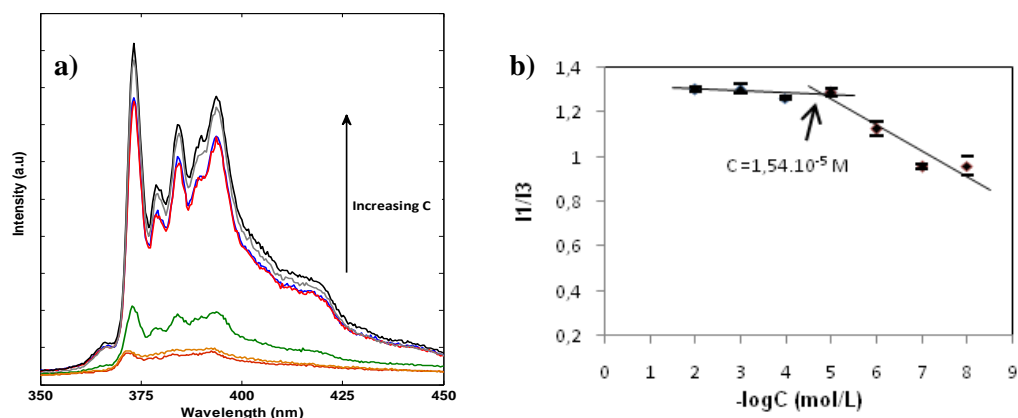 a)
Intensity (a.u)
Increasing C
350
375
400
425
450
Wavelength (nm)
b)
I1/I3
1,4
1,2
1
0,8
0,6
0,4
0,2
C=1,54.10⁻⁵ M
0 1 2 3 4 5 6 7 8 9
-logC (mol/L)